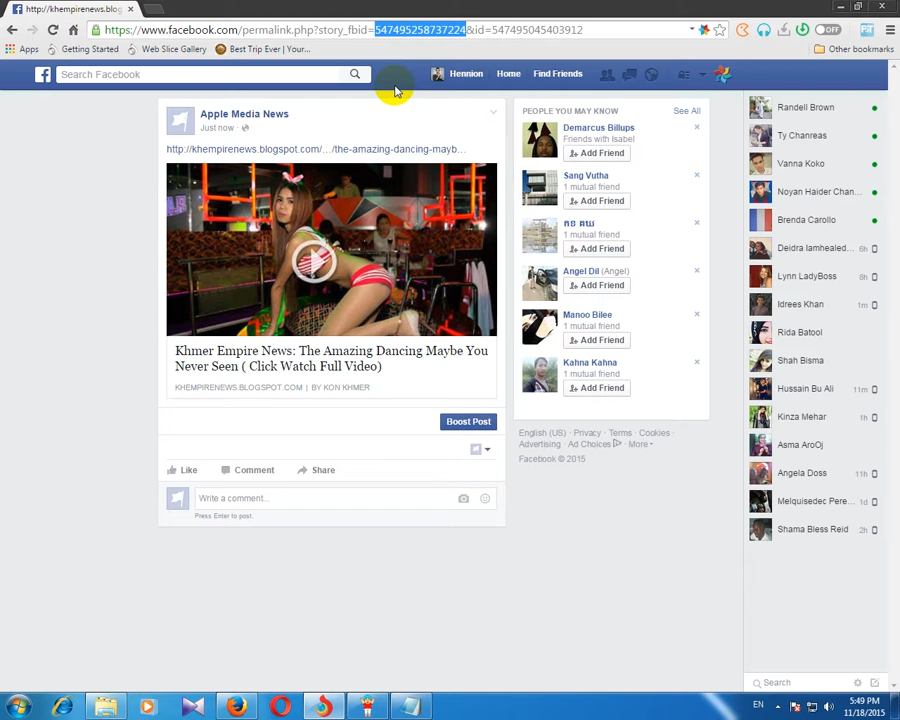 http://khempirenews.blog
https://www.facebook.com/permalink.php?story_fbid=547495258737224&id=547495045403912
OFF
Apps
Getting Started
Web Slice Gallery
Best Trip Ever | Your...
Other bookmarks
Search Facebook
Hennion
Home
Find Friends
Apple Media News
Just now ·
http://khempirenews.blogspot.com/…/the-amazing-dancing-mayb…
Khmer Empire News: The Amazing Dancing Maybe You
Never Seen ( Click Watch Full Video)
KHEMPIRENEWS.BLOGSPOT.COM | BY KON KHMER
Boost Post
Like
Comment
Share
Write a comment...
Press Enter to post.
PEOPLE YOU MAY KNOW
See All
Demarcus Billups
Friends with Isabel
Add Friend
Sang Vutha
1 mutual friend
Add Friend
1 mutual friend
Add Friend
Angel Dil (Angel)
Add Friend
Manoo Bilee
1 mutual friend
Add Friend
Kahna Kahna
1 mutual friend
Add Friend
English (US) · Privacy · Terms · Cookies ·
Advertising · Ad Choices · More
Facebook © 2015
Randell Brown
Ty Chanreas
Vanna Koko
Noyan Haider Chan...
Brenda Carollo
Deidra Iamhealed... 6h
Lynn LadyBoss 8h
Idrees Khan 1m
Rida Batool
Shah Bisma
Hussain Bu Ali 11m
Kinza Mehar 1h
Asma AroOj
Angela Doss 11h
Melquisedec Pere... 1d
Shama Bless Reid 2h
Search
EN
5:49 PM
11/18/2015